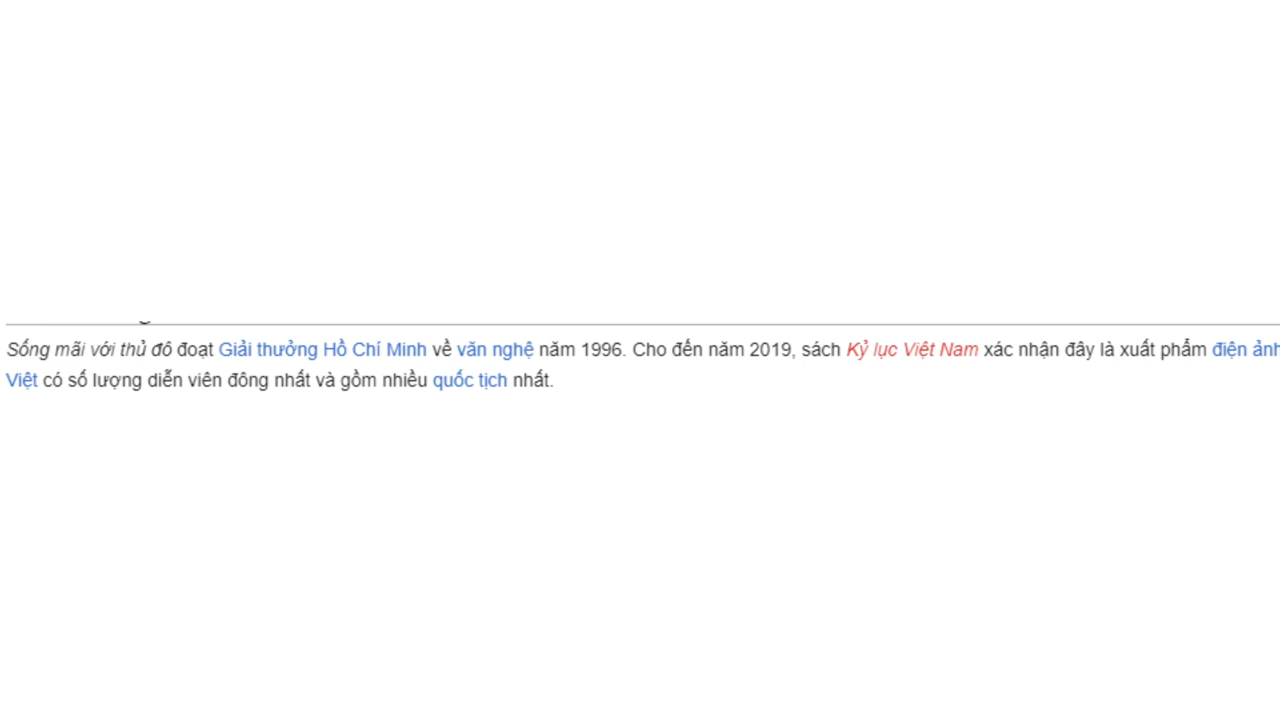 Sống mãi với thủ đô đoạt Giải thưởng Hồ Chí Minh về văn nghệ năm 1996. Cho đến năm 2019, sách Kỷ lục Việt Nam xác nhận đây là xuất phẩm điện ảnh
Việt có số lượng diễn viên đông nhất và gồm nhiều quốc tịch nhất.